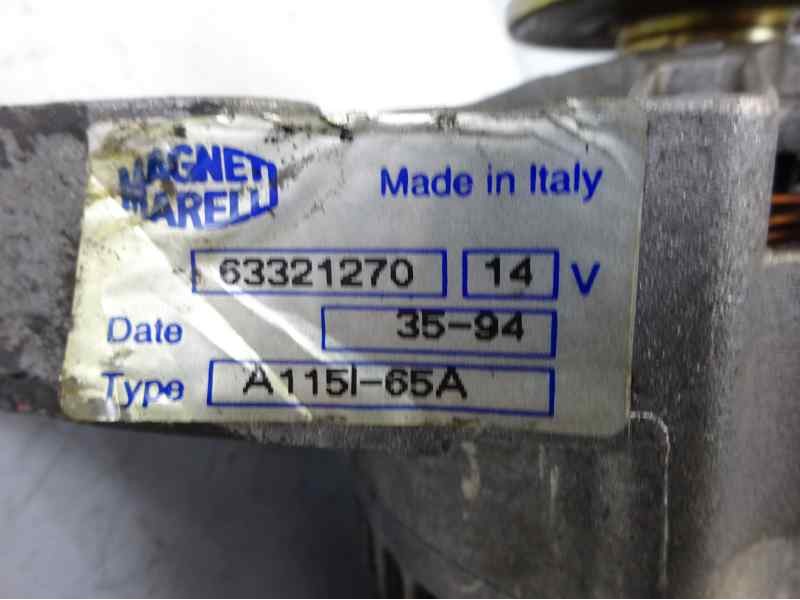 MAGNETI
MARELLI
Made in Italy
63321270 14 V
Date 35-94
Type A115I-65A